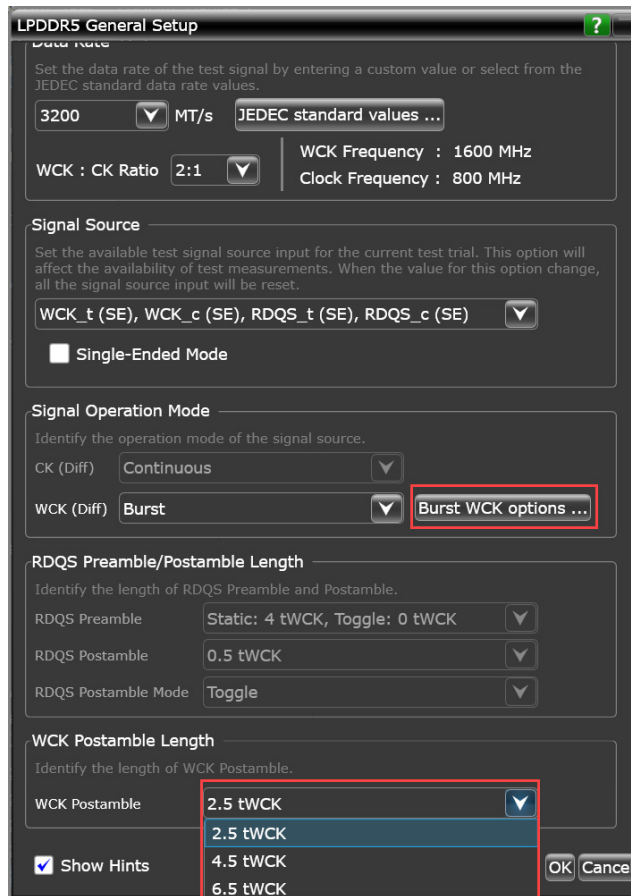 LPDDR5 General Setup
?
Data Rate
Set the data rate of the test signal by entering a custom value or select from the
JEDEC standard data rate values.
3200 MT/s JEDEC standard values ...
WCK : CK Ratio 2:1
WCK Frequency : 1600 MHz
Clock Frequency : 800 MHz
Signal Source
Set the available test signal source input for the current test trial. This option will
affect the availability of test measurements. When the value for this option change,
all the signal source input will be reset.
WCK_t (SE), WCK_c (SE), RDQS_t (SE), RDQS_c (SE)
Single-Ended Mode
Signal Operation Mode
Identify the operation mode of the signal source.
CK (Diff) Continuous
WCK (Diff) Burst Burst WCK options ...
RDQS Preamble/Postamble Length
Identify the length of RDQS Preamble and Postamble.
RDQS Preamble Static: 4 tWCK, Toggle: 0 tWCK
RDQS Postamble 0.5 tWCK
RDQS Postamble Mode Toggle
WCK Postamble Length
Identify the length of WCK Postamble.
WCK Postamble 2.5 tWCK
2.5 tWCK
4.5 tWCK
6.5 tWCK
Show Hints OK Cance